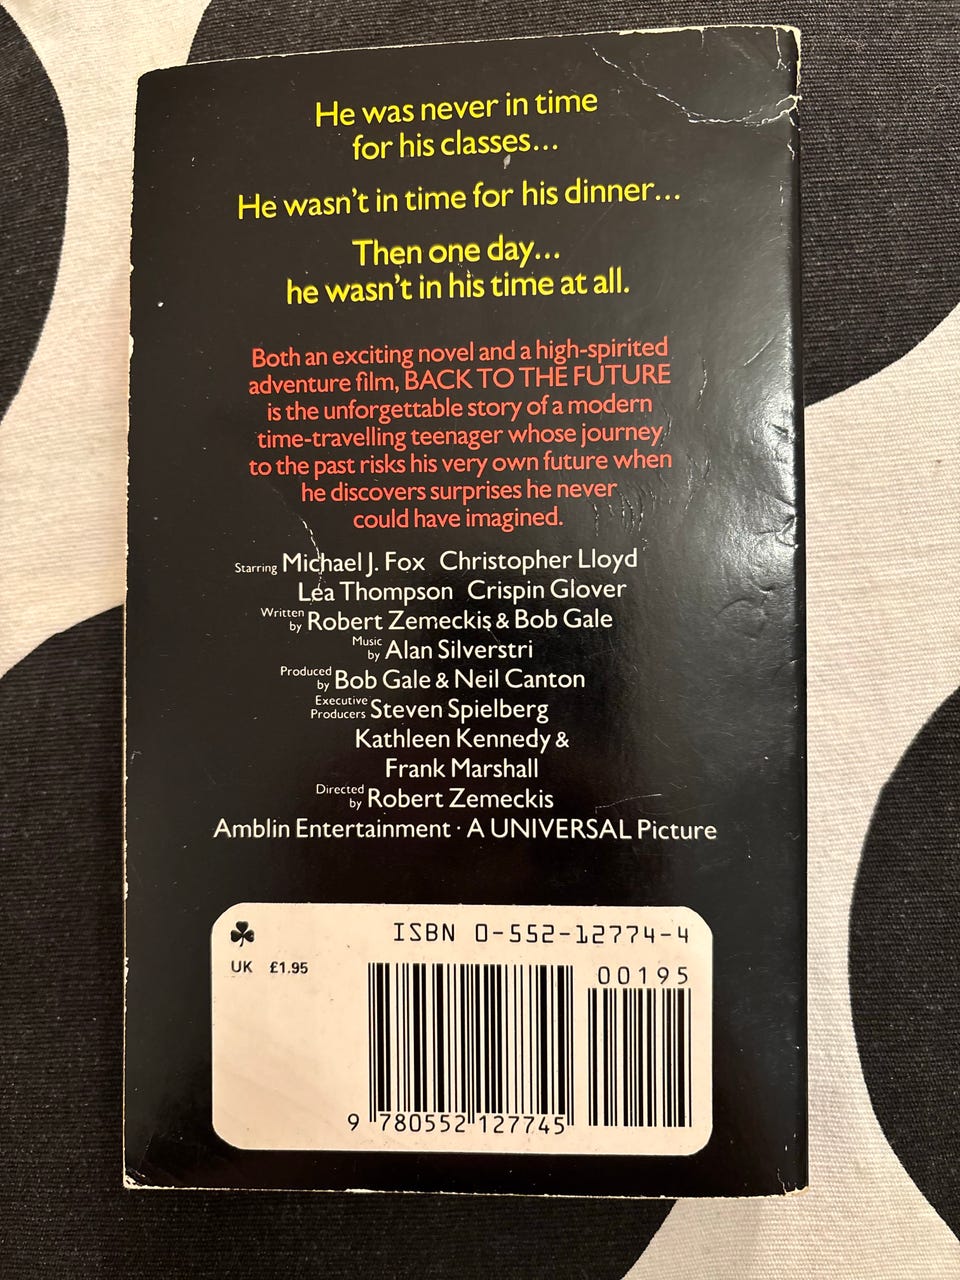 He was never in time
for his classes...
He wasn't in time for his dinner...
Then one day...
he wasn't in his time at all.
Both an exciting novel and a high-spirited
adventure film, BACK TO THE FUTURE
is the unforgettable story of a modern
time-travelling teenager whose journey
to the past risks his very own future when
he discovers surprises he never
could have imagined.
Starring Michael J. Fox Christopher Lloyd
Lea Thompson Crispin Glover
Written by Robert Zemeckis & Bob Gale
Music by Alan Silverstri
Produced by Bob Gale & Neil Canton
Executive Producers Steven Spielberg
Kathleen Kennedy &
Frank Marshall
Directed by Robert Zemeckis
Amblin Entertainment · A UNIVERSAL Picture
ISBN 0-552-12774-4
UK £1.95
00195
9 780552 127745